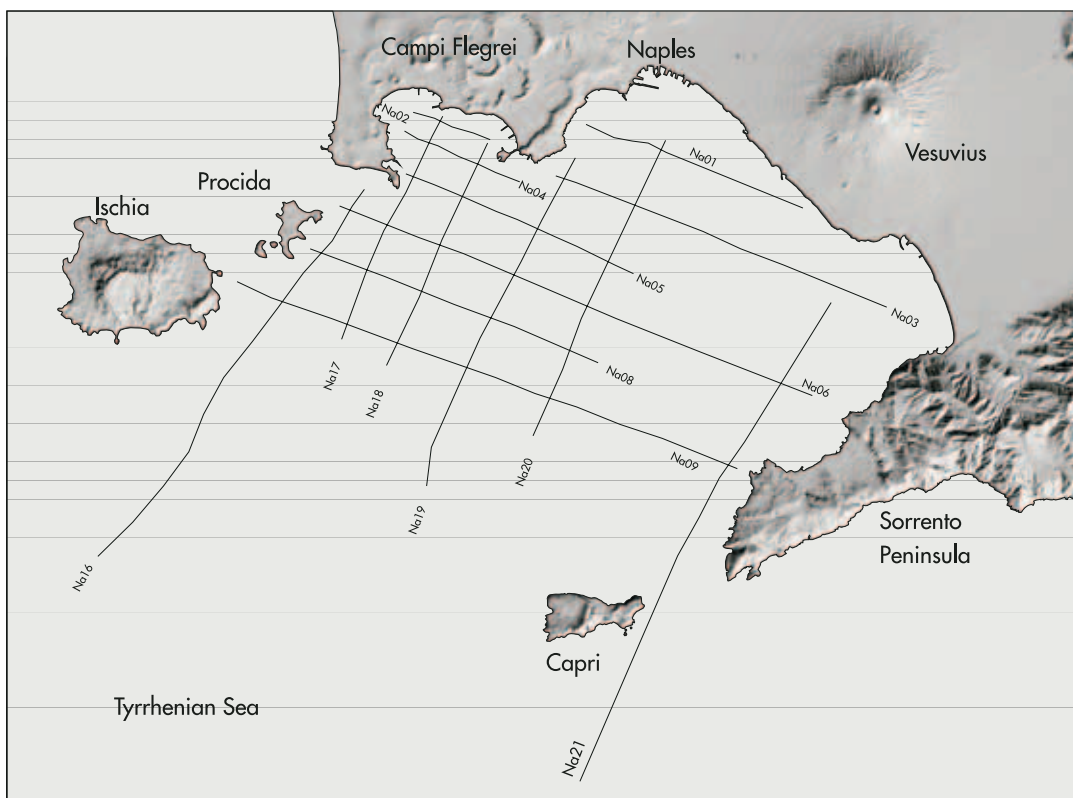 Campi Flegrei
Naples
Na02
Na01
Vesuvius
Procida
Na04
Ischia
Na05
Na03
Na17
Na08
Na18
Na06
Na20
Na09
Na19
Sorrento
Peninsula
Na16
Capri
Tyrrhenian Sea
Na21